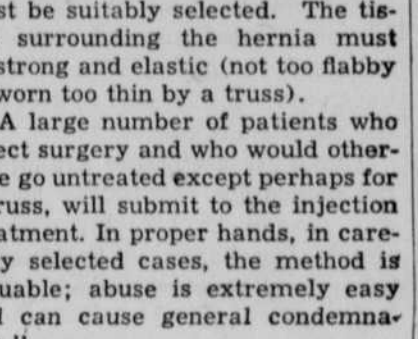 st be suitably selected. The tis-
surrounding the hernia must
strong and elastic (not too flabby
worn too thin by a truss).
A large number of patients who
ect surgery and who would other-
e go untreated except perhaps for
russ, will submit to the injection
atment. In proper hands, in care-
y selected cases, the method is
uable; abuse is extremely easy
can cause general condemna-